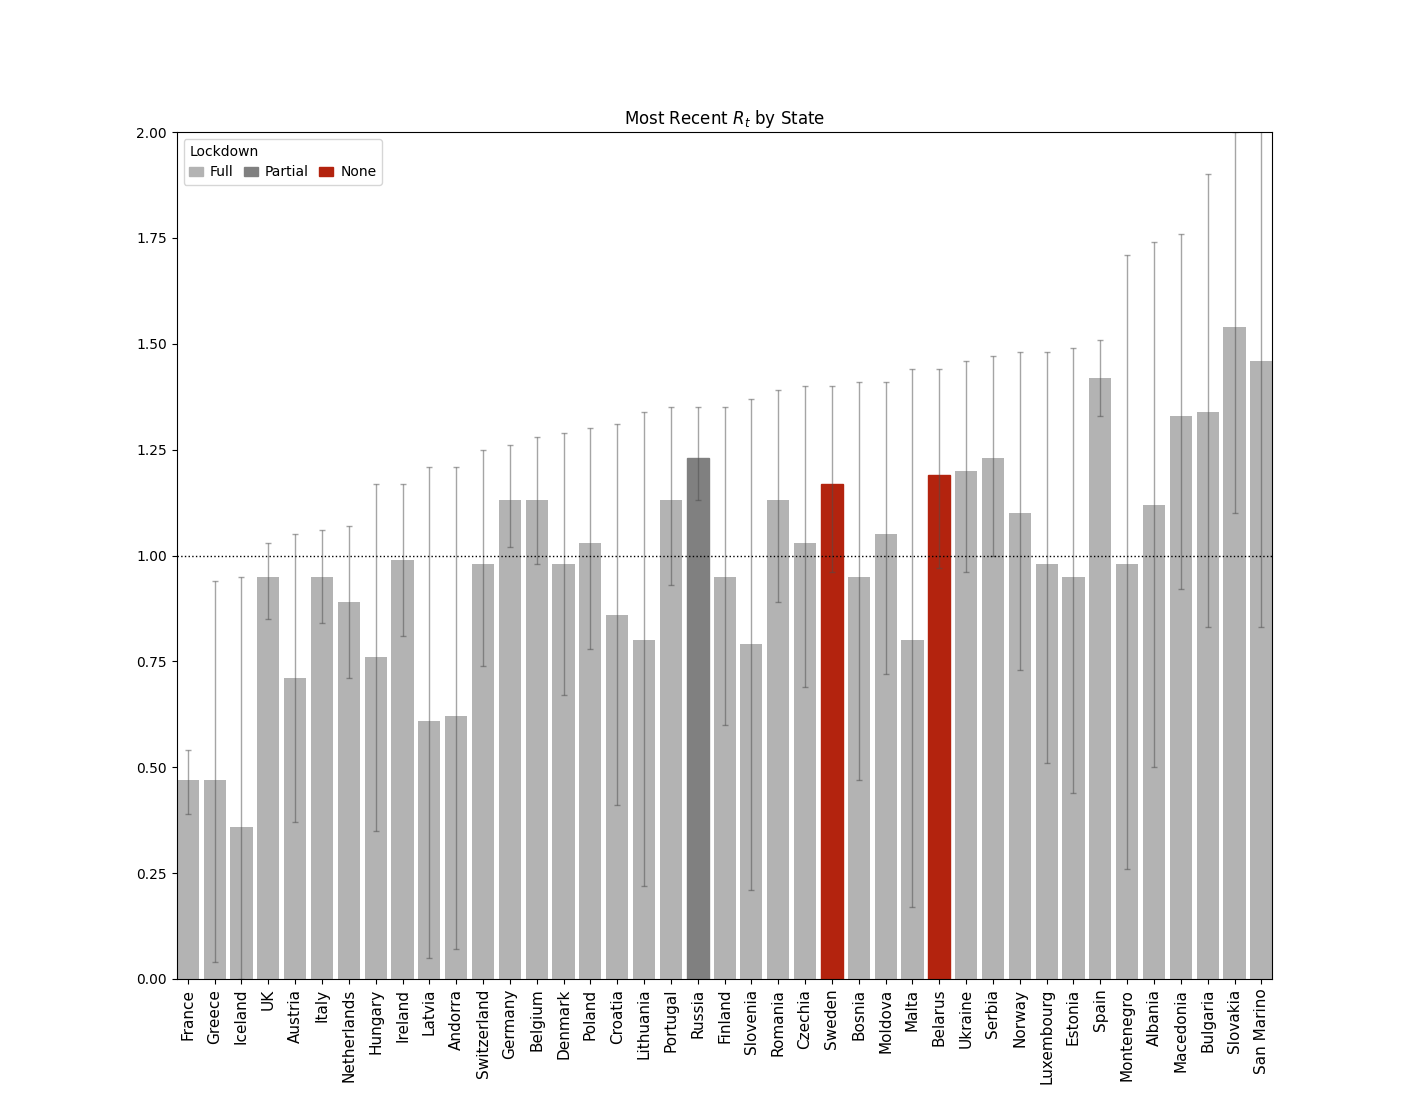 Most Recent R_t by State
2.00
1.75
1.50
1.25
1.00
0.75
0.50
0.25
0.00
Lockdown
Full Partial None
France
Greece
Iceland
UK
Austria
Italy
Netherlands
Hungary
Ireland
Latvia
Andorra
Switzerland
Germany
Belgium
Denmark
Poland
Croatia
Lithuania
Portugal
Russia
Finland
Slovenia
Romania
Czechia
Sweden
Bosnia
Moldova
Malta
Belarus
Ukraine
Serbia
Norway
Luxembourg
Estonia
Spain
Montenegro
Albania
Macedonia
Bulgaria
Slovakia
San Marino